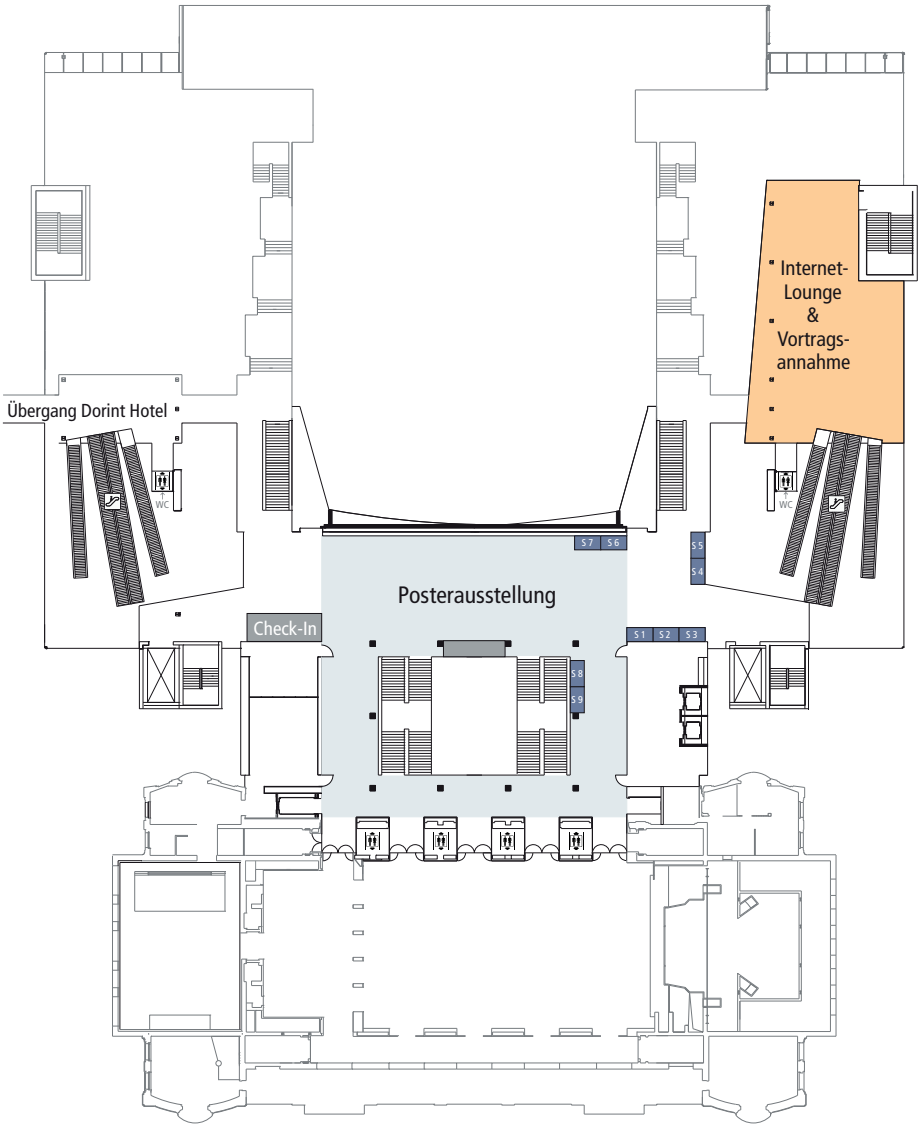 Internet-
Lounge
&
Vortrags-
annahme
Übergang Dorint Hotel
WC
WC
S 7
S 6
S 5
S 4
Posterausstellung
Check-In
S 1
S 2
S 3
S 8
S 9